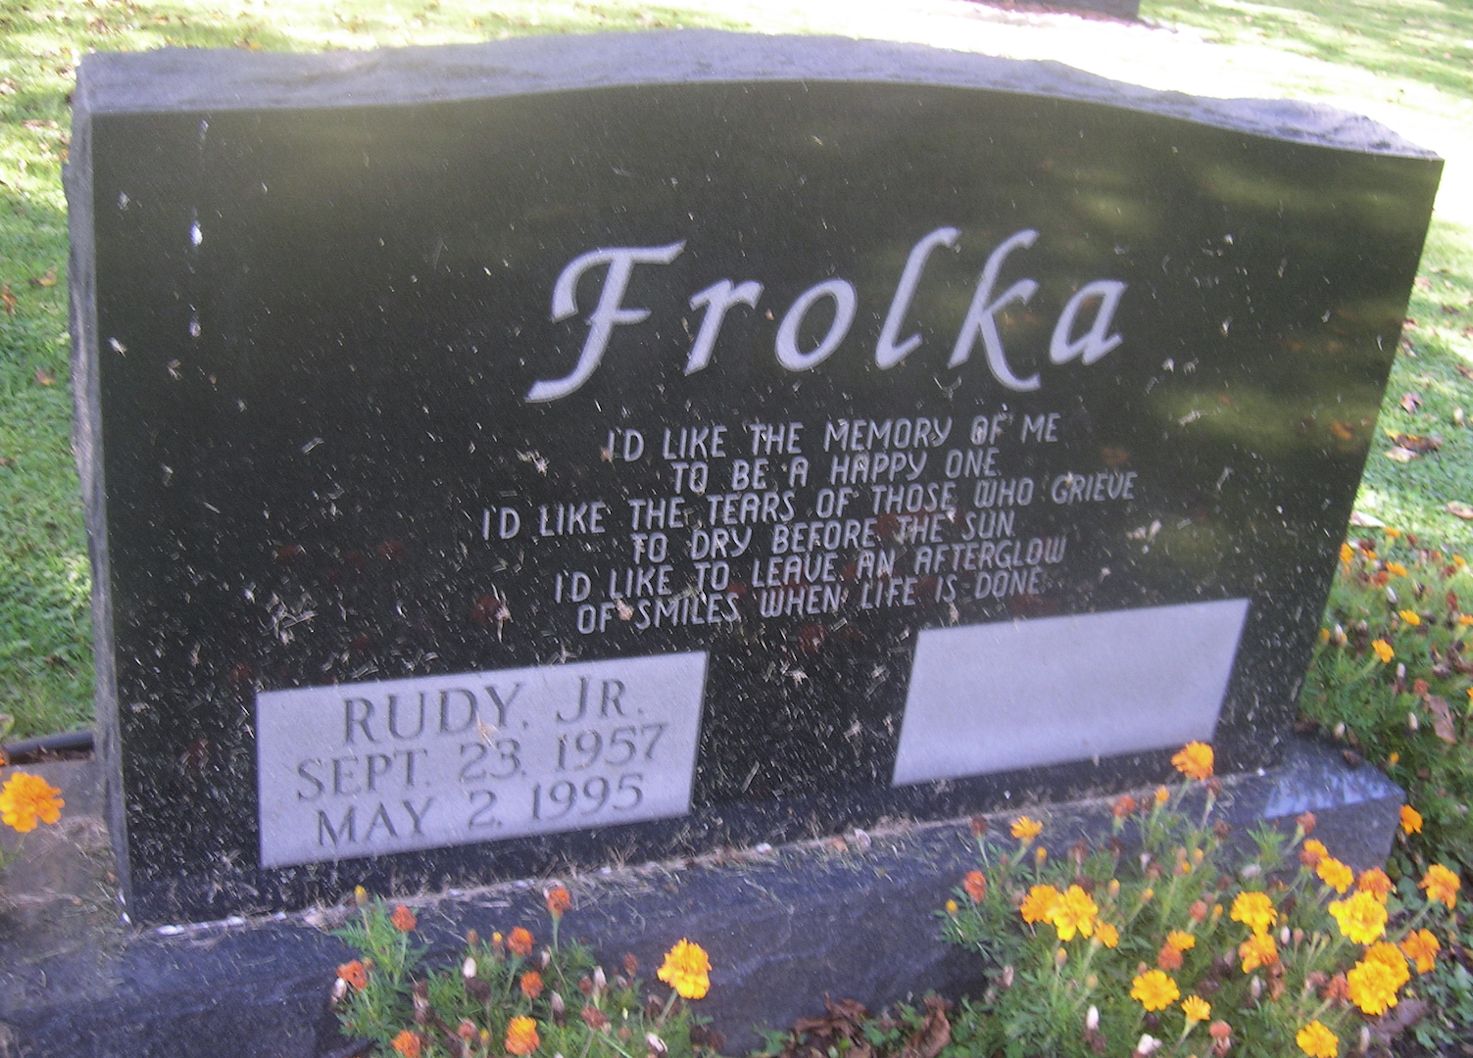 Frolka
I'D LIKE THE MEMORY OF ME
TO BE A HAPPY ONE.
I'D LIKE THE TEARS OF THOSE WHO GRIEVE
TO DRY BEFORE THE SUN.
I'D LIKE TO LEAVE AN AFTERGLOW
OF SMILES WHEN LIFE IS DONE.
RUDY, JR.
SEPT. 23, 1957
MAY 2, 1995